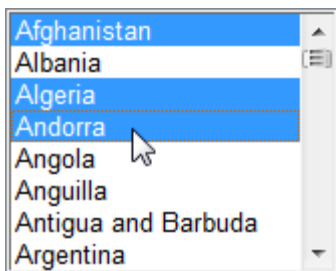 Afghanistan
Albania
Algeria
Andorra
Angola
Anguilla
Antigua and Barbuda
Argentina